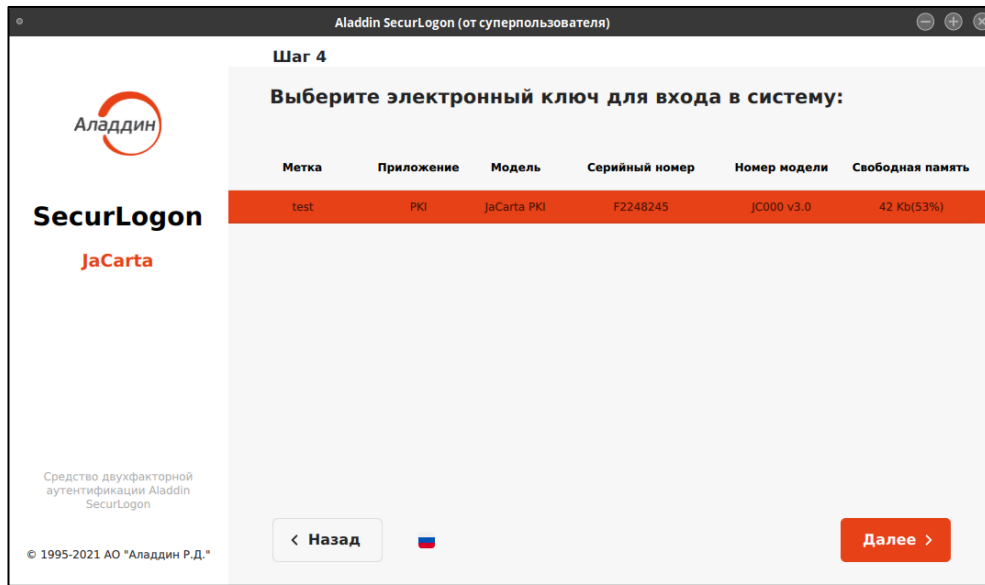 Aladdin SecurLogon (от суперпользователя)
Шаг 4
Выберите электронный ключ для входа в систему:
Аладдин
Метка Приложение Модель Серийный номер Номер модели Свободная память
test PKI JaCarta PKI F2248245 JC000 v3.0 42 Kb(53%)
SecurLogon
JaCarta
Средство двухфакторной
аутентификации Aladdin
SecurLogon
© 1995-2021 АО "Аладдин Р.Д."
< Назад
Далее >